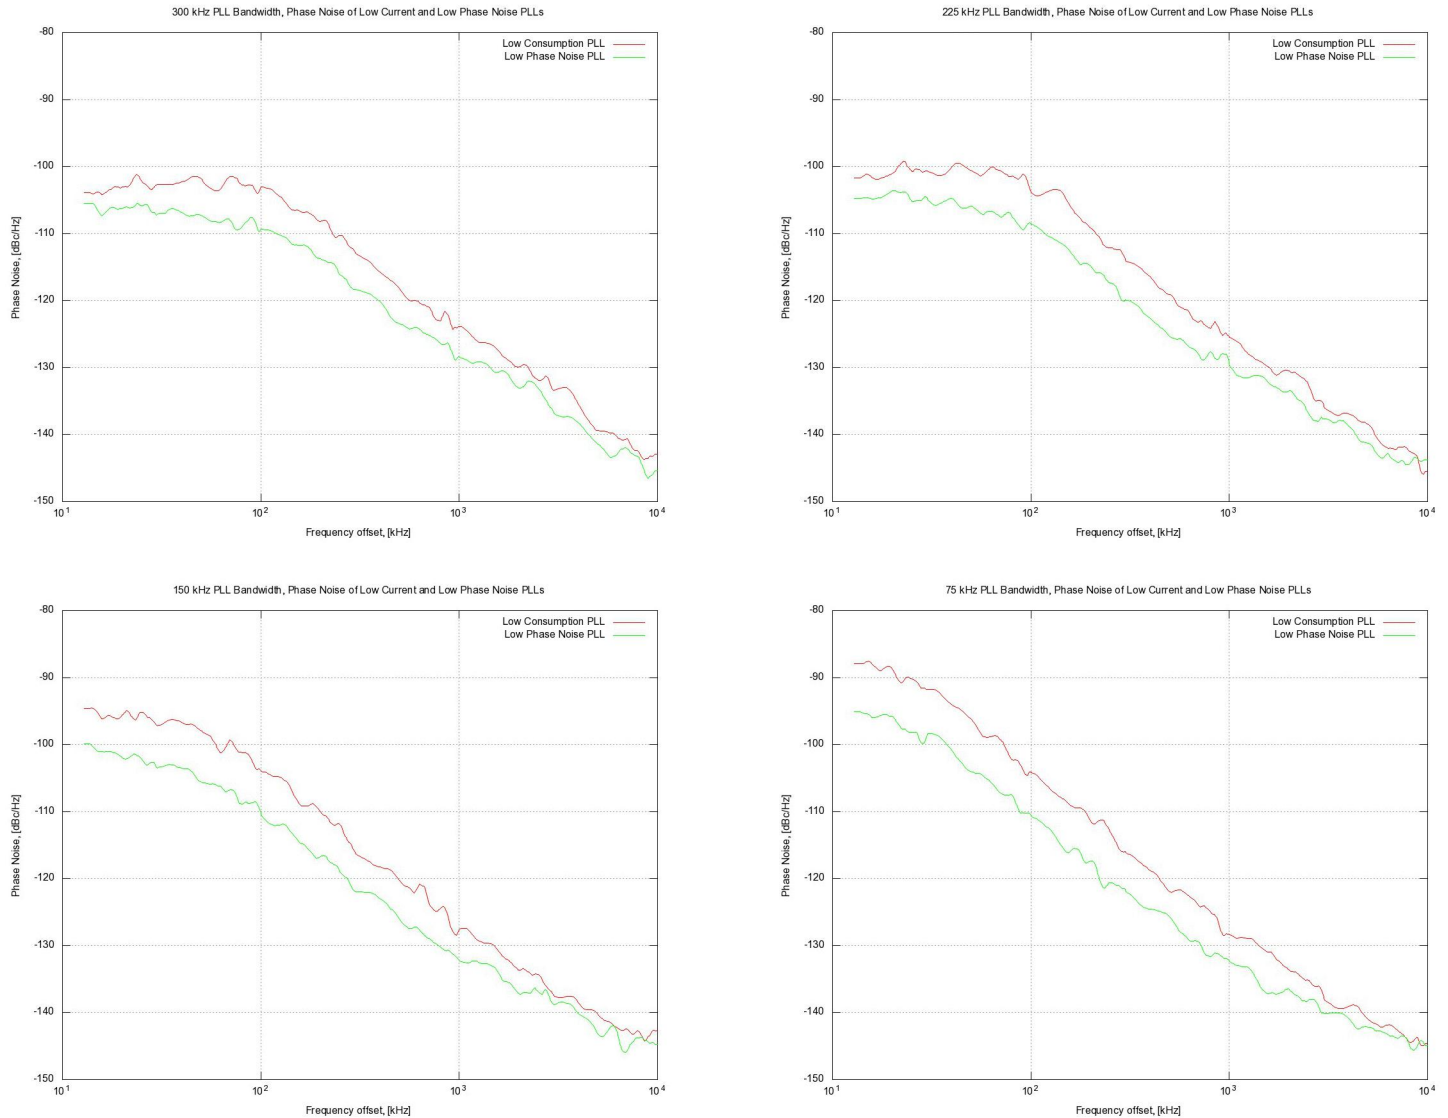 300 kHz PLL Bandwidth, Phase Noise of Low Current and Low Phase Noise PLLs
-80
-90
-100
-110
-120
-130
-140
-150
Phase Noise, [dBc/Hz]
Low Consumption PLL
Low Phase Noise PLL
10^1
10^2
10^3
10^4
Frequency offset, [kHz]
225 kHz PLL Bandwidth, Phase Noise of Low Current and Low Phase Noise PLLs
-80
-90
-100
-110
-120
-130
-140
-150
Phase Noise, [dBc/Hz]
Low Consumption PLL
Low Phase Noise PLL
10^1
10^2
10^3
10^4
Frequency offset, [kHz]
150 kHz PLL Bandwidth, Phase Noise of Low Current and Low Phase Noise PLLs
-80
-90
-100
-110
-120
-130
-140
-150
Phase Noise, [dBc/Hz]
Low Consumption PLL
Low Phase Noise PLL
10^1
10^2
10^3
10^4
Frequency offset, [kHz]
75 kHz PLL Bandwidth, Phase Noise of Low Current and Low Phase Noise PLLs
-80
-90
-100
-110
-120
-130
-140
-150
Phase Noise, [dBc/Hz]
Low Consumption PLL
Low Phase Noise PLL
10^1
10^2
10^3
10^4
Frequency offset, [kHz]